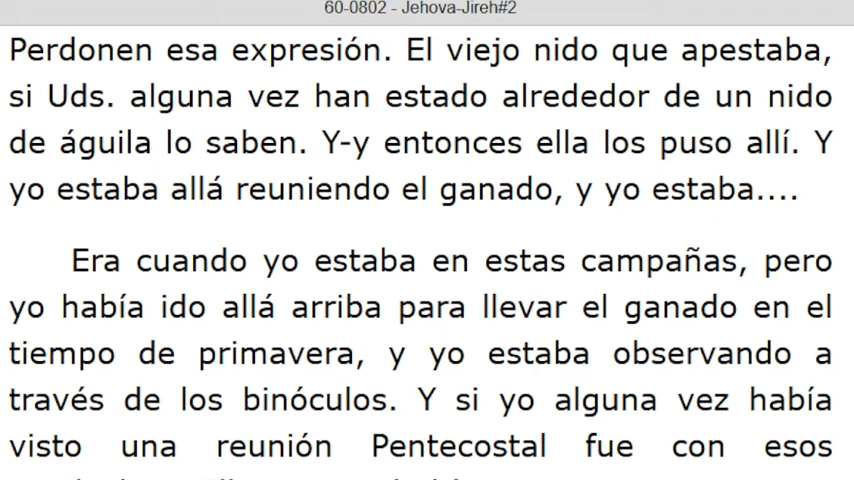 60-0802 - Jehova-Jireh#2
Perdonen esa expresión. El viejo nido que apestaba,
si Uds. alguna vez han estado alrededor de un nido
de águila lo saben. Y-y entonces ella los puso allí. Y
yo estaba allá reuniendo el ganado, y yo estaba....
Era cuando yo estaba en estas campañas, pero
yo había ido allá arriba para llevar el ganado en el
tiempo de primavera, y yo estaba observando a
través de los binóculos. Y si yo alguna vez había
visto una reunión Pentecostal fue con esos